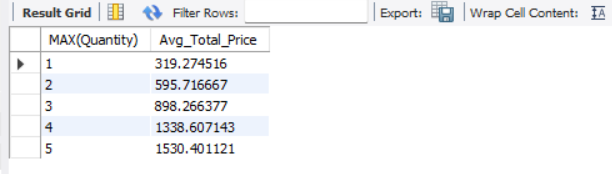 Result Grid Filter Rows: Export: Wrap Cell Content: IA
MAX(Quantity) Avg_Total_Price
1 319.274516
2 595.716667
3 898.266377
4 1338.607143
5 1530.401121